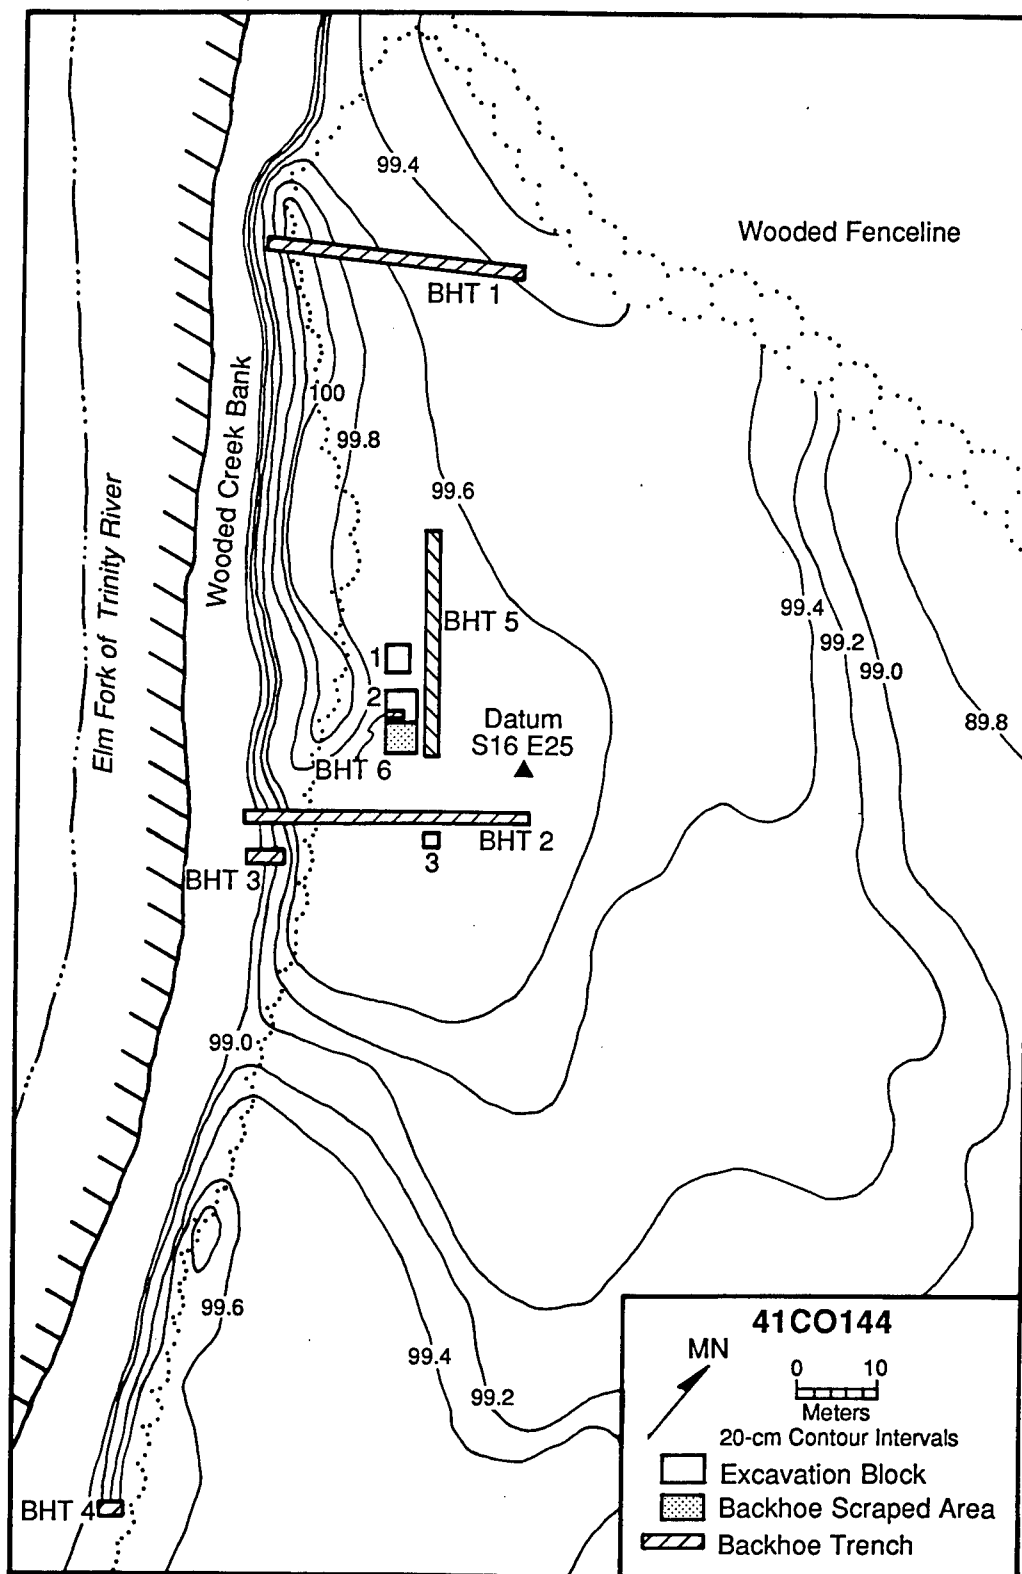 99.4
Wooded Fenceline
BHT 1
Wooded Creek Bank
100
99.8
99.6
Elm Fork of Trinity River
99.4
BHT 5
99.2
1
99.0
2
Datum
S16 E25
89.8
BHT 6
BHT 2
3
BHT 3
99.0
99.6
99.4
99.2
BHT 4
41CO144
MN
0 10
Meters
20-cm Contour Intervals
Excavation Block
Backhoe Scraped Area
Backhoe Trench